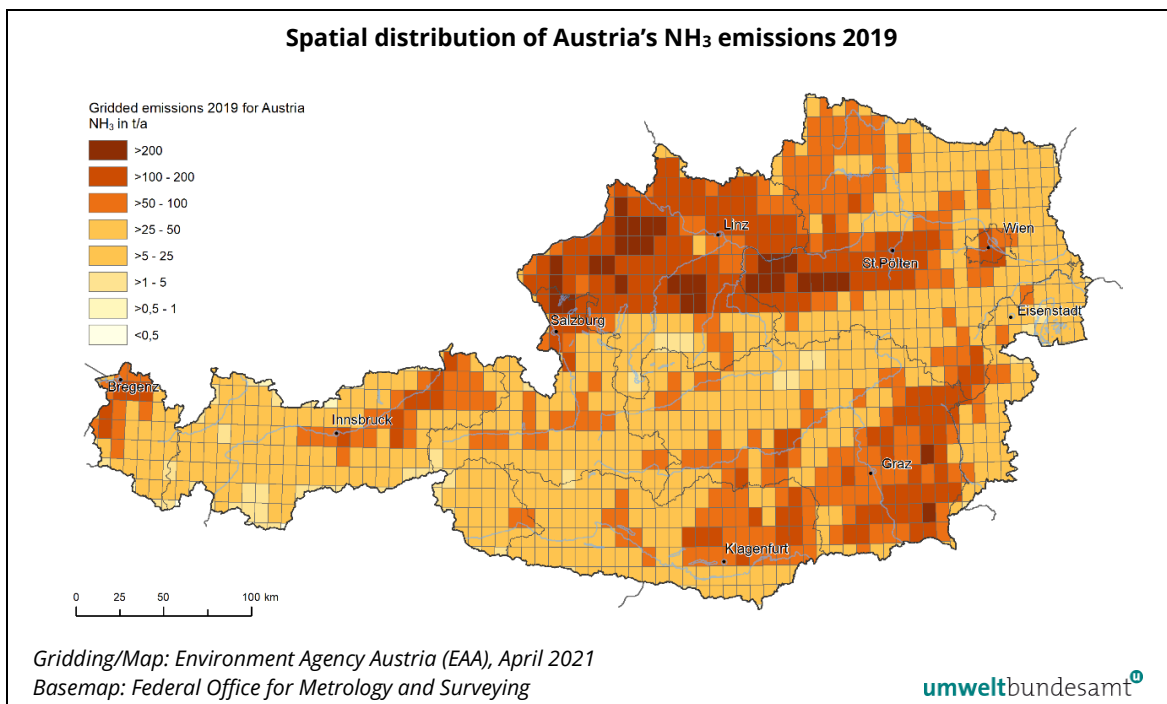 Spatial distribution of Austria’s NH₃ emissions 2019
Gridded emissions 2019 for Austria
NH₃ in t/a
>200
>100 - 200
>50 - 100
>25 - 50
>5 - 25
>1 - 5
>0,5 - 1
<0,5
Linz
Wien
St.Pölten
Eisenstadt
Salzburg
Bregenz
Innsbruck
Graz
Klagenfurt
0 25 50 100 km
Gridding/Map: Environment Agency Austria (EAA), April 2021
Basemap: Federal Office for Metrology and Surveying
umweltbundesamt u